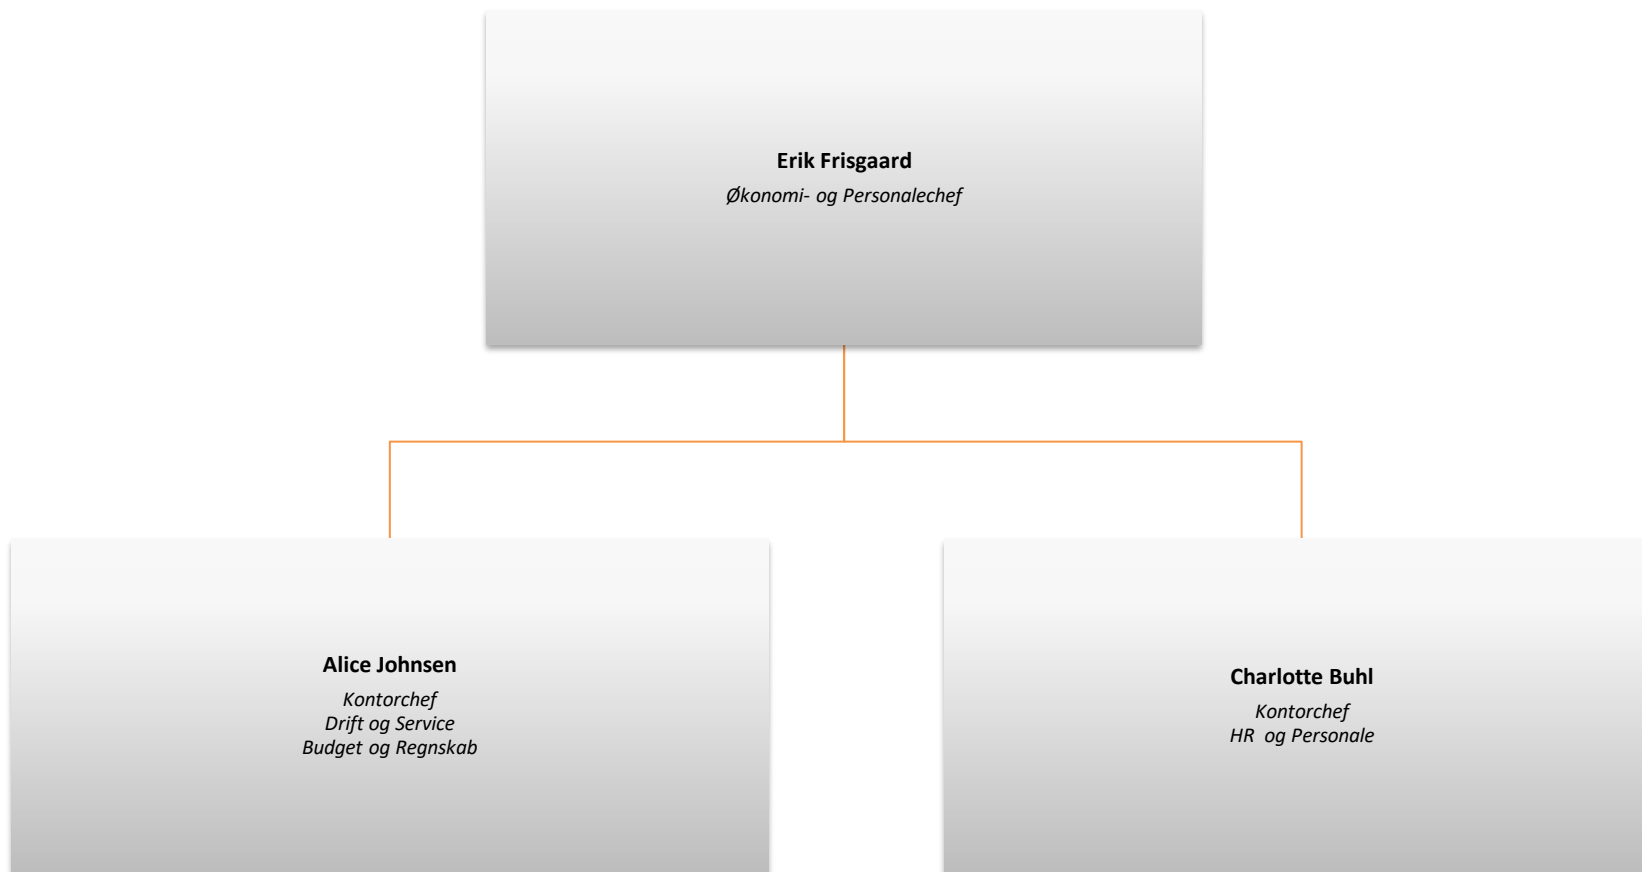 Erik Frisgaard
Økonomi- og Personalechef
Alice Johnsen
Kontorchef
Drift og Service
Budget og Regnskab
Charlotte Buhl
Kontorchef
HR  og Personale